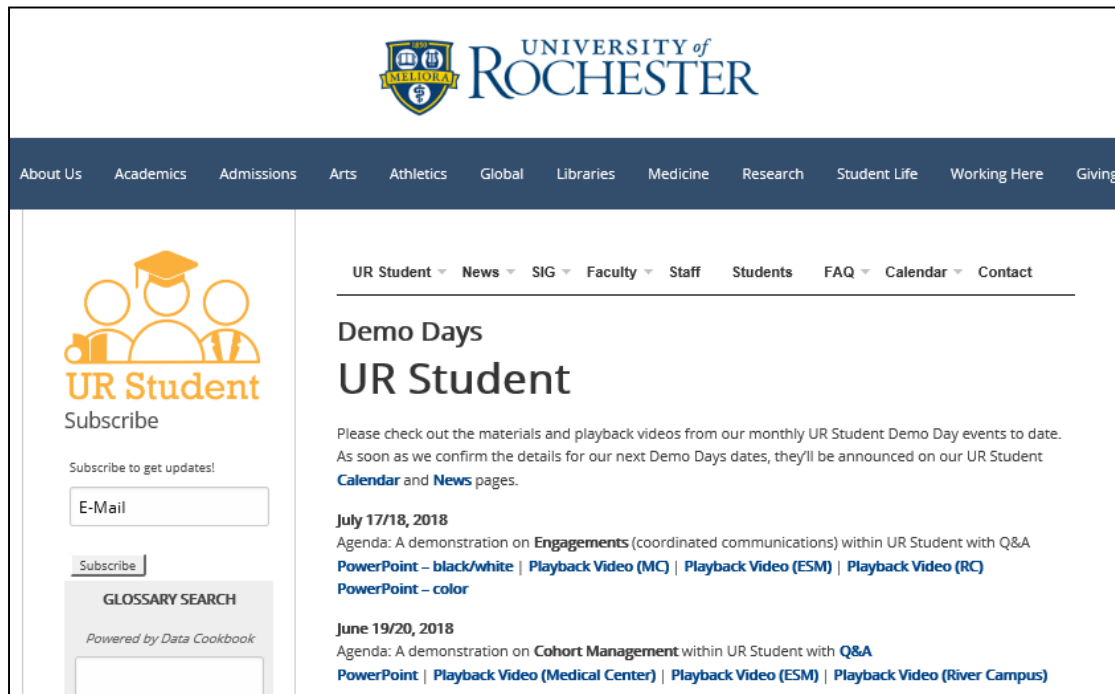 1850
MELIORA
UNIVERSITY of
ROCHESTER
About Us Academics Admissions Arts Athletics Global Libraries Medicine Research Student Life Working Here Giving
UR Student
Subscribe
Subscribe to get updates!
E-Mail
Subscribe
GLOSSARY SEARCH
Powered by Data Cookbook
UR Student News SIG Faculty Staff Students FAQ Calendar Contact
Demo Days
UR Student
Please check out the materials and playback videos from our monthly UR Student Demo Day events to date.
As soon as we confirm the details for our next Demo Days dates, they'll be announced on our UR Student
Calendar and News pages.
July 17/18, 2018
Agenda: A demonstration on Engagements (coordinated communications) within UR Student with Q&A
PowerPoint – black/white | Playback Video (MC) | Playback Video (ESM) | Playback Video (RC)
PowerPoint – color
June 19/20, 2018
Agenda: A demonstration on Cohort Management within UR Student with Q&A
PowerPoint | Playback Video (Medical Center) | Playback Video (ESM) | Playback Video (River Campus)